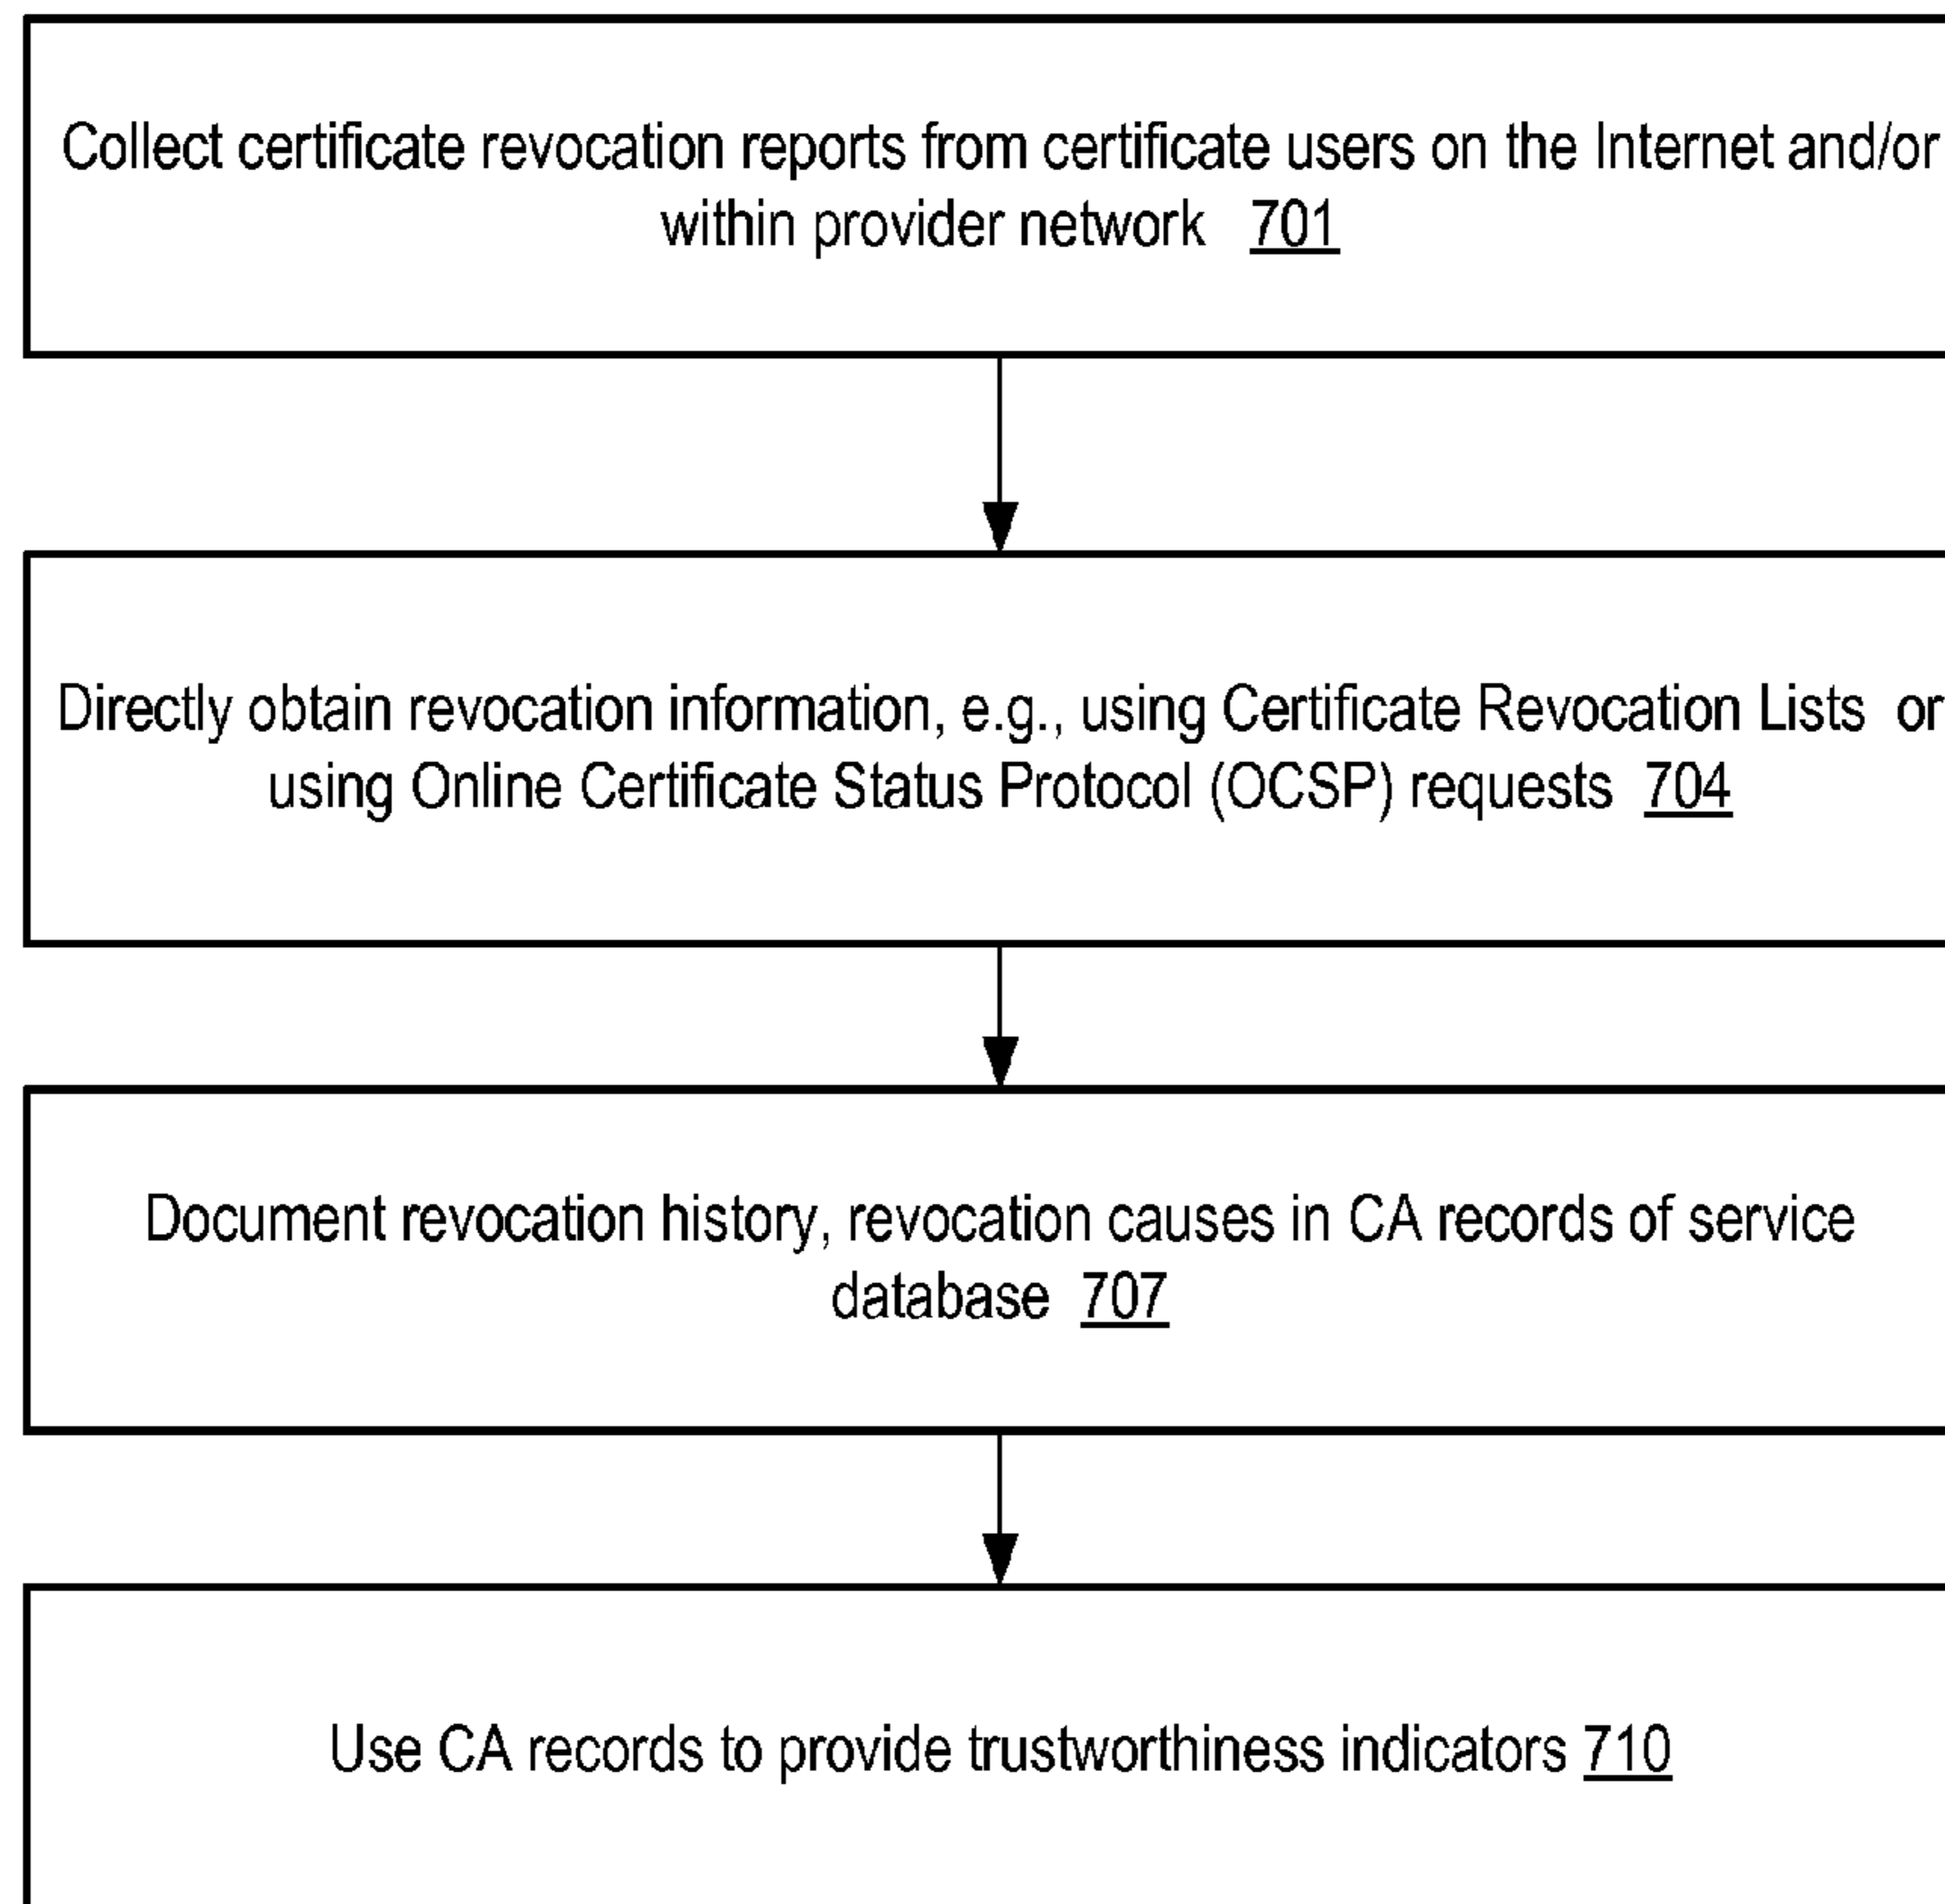 Collect certificate revocation reports from certificate users on the Internet and/or
within provider network 701
Directly obtain revocation information, e.g., using Certificate Revocation Lists or
using Online Certificate Status Protocol (OCSP) requests 704
Document revocation history, revocation causes in CA records of service
database 707
Use CA records to provide trustworthiness indicators 710